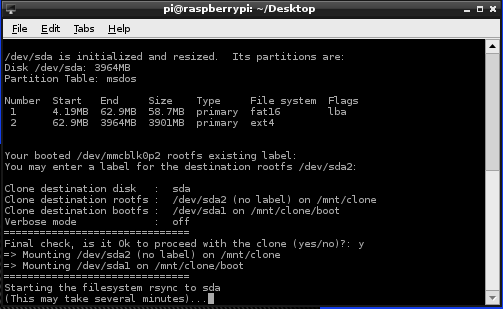 pi@raspberrypi: ~/Desktop
File Edit Tabs Help
/dev/sda is initialized and resized.  Its partitions are:
Disk /dev/sda: 3964MB
Partition Table: msdos
Number  Start   End     Size    Type     File system  Flags
 1      4.19MB  62.9MB  58.7MB  primary  fat16        lba
 2      62.9MB  3964MB  3901MB  primary  ext4
Your booted /dev/mmcblk0p2 rootfs existing label:
You may enter a label for the destination rootfs /dev/sda2:
Clone destination disk   :  sda
Clone destination rootfs :  /dev/sda2 (no label) on /mnt/clone
Clone destination bootfs :  /dev/sda1 on /mnt/clone/boot
Verbose mode             :  off
===============================
Final check, is it Ok to proceed with the clone (yes/no)?: y
=> Mounting /dev/sda2 (no label) on /mnt/clone
=> Mounting /dev/sda1 on /mnt/clone/boot
===============================
Starting the filesystem rsync to sda
(This may take several minutes)...